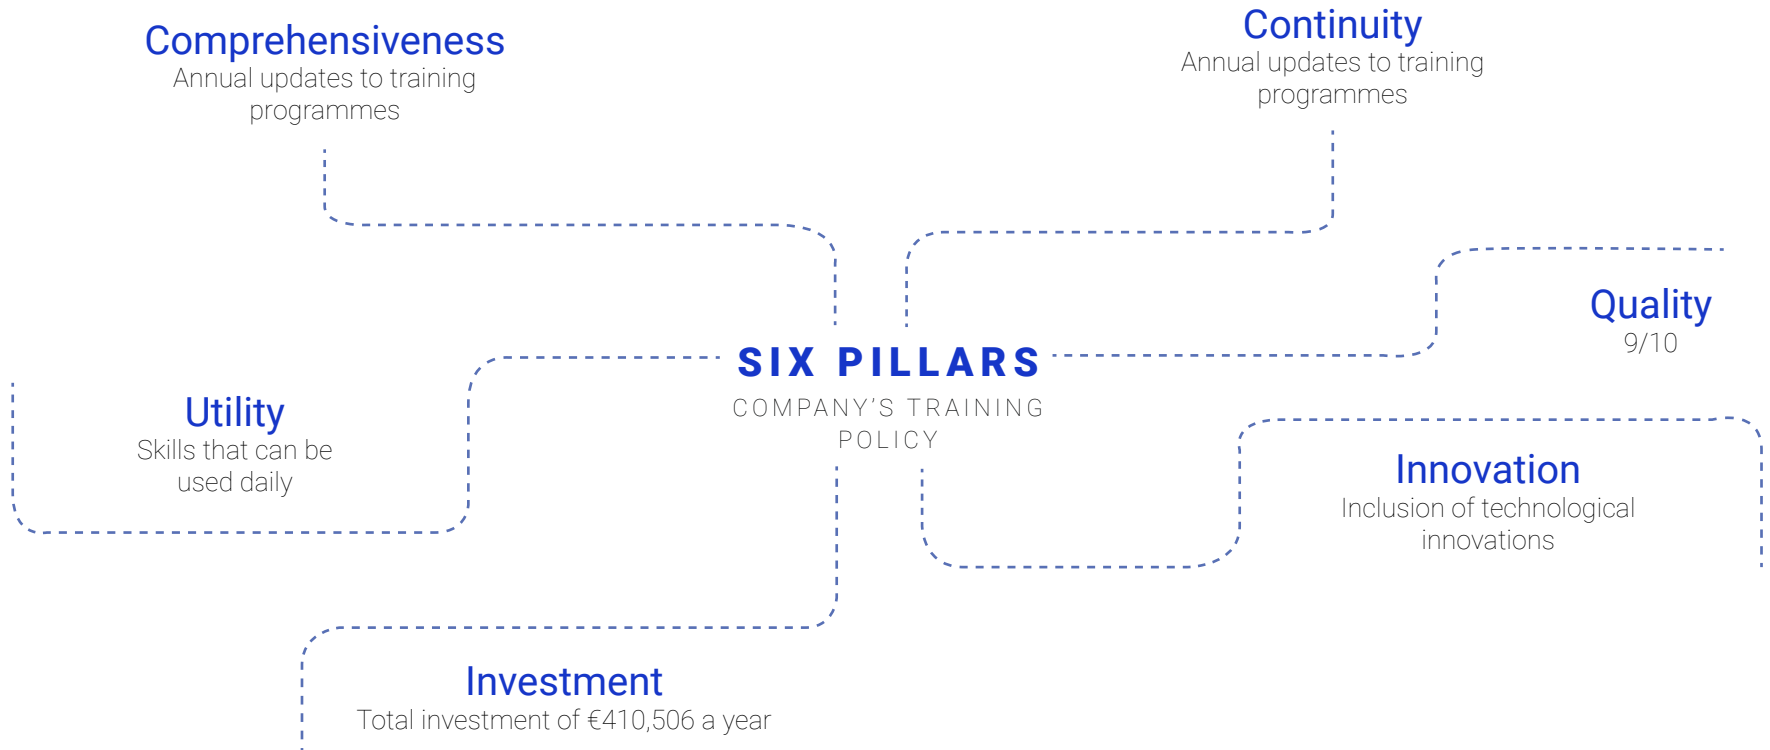 Comprehensiveness
Annual updates to training
programmes
Continuity
Annual updates to training
programmes
Quality
9/10
SIX PILLARS
COMPANY’S TRAINING
POLICY
Utility
Skills that can be
used daily
Innovation
Inclusion of technological
innovations
Investment
Total investment of €410,506 a year